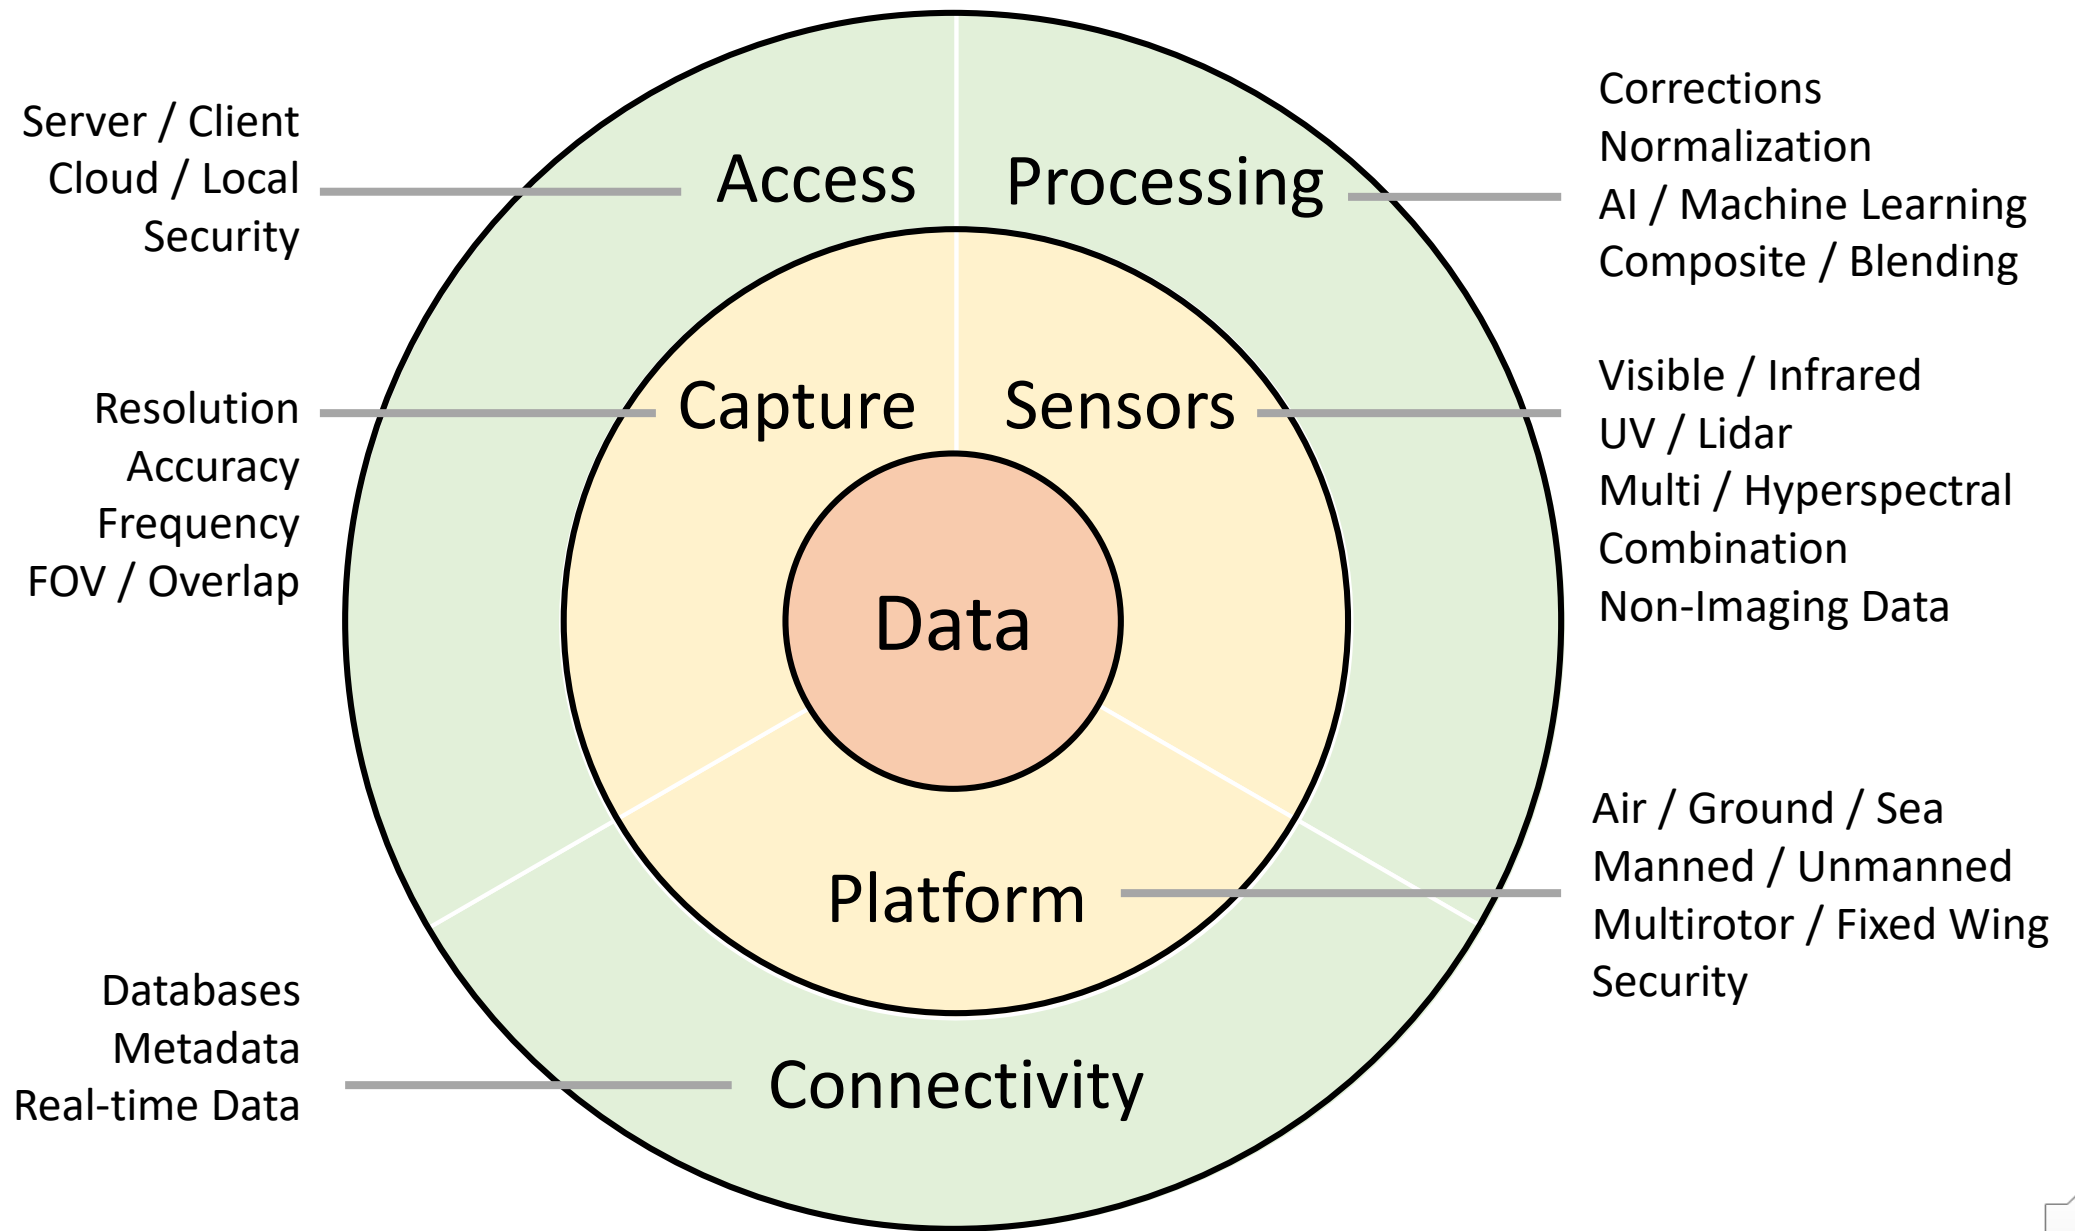 Server / Client
Cloud / Local
Security
Access
Processing
Corrections
Normalization
AI / Machine Learning
Composite / Blending
Resolution
Accuracy
Frequency
FOV / Overlap
Capture
Sensors
Visible / Infrared
UV / Lidar
Multi / Hyperspectral
Combination
Non-Imaging Data
Data
Platform
Air / Ground / Sea
Manned / Unmanned
Multirotor / Fixed Wing
Security
Databases
Metadata
Real-time Data
Connectivity